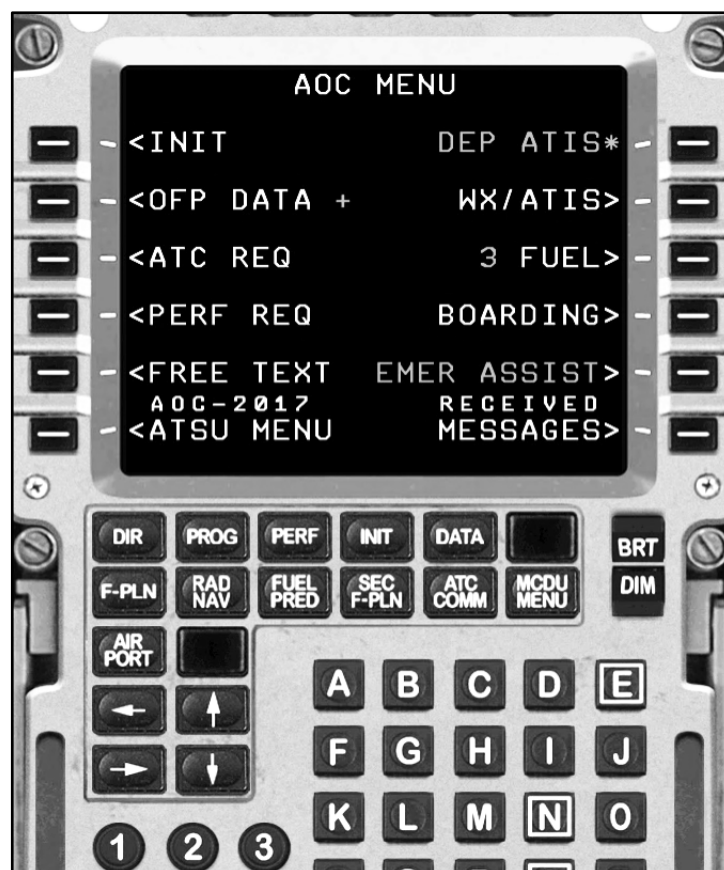 AOC MENU
<INIT DEP ATIS*
<OFP DATA + WX/ATIS>
<ATC REQ 3 FUEL>
<PERF REQ BOARDING>
<FREE TEXT EMER ASSIST>
AOC-2017 RECEIVED
<ATSU MENU MESSAGES>
DIR PROG PERF INIT DATA
BRT
F-PLN RAD NAV FUEL PRED SEC F-PLN ATC COMM MCDU MENU
DIM
AIR PORT
A B C D E
F G H I J
K L M N O
1 2 3